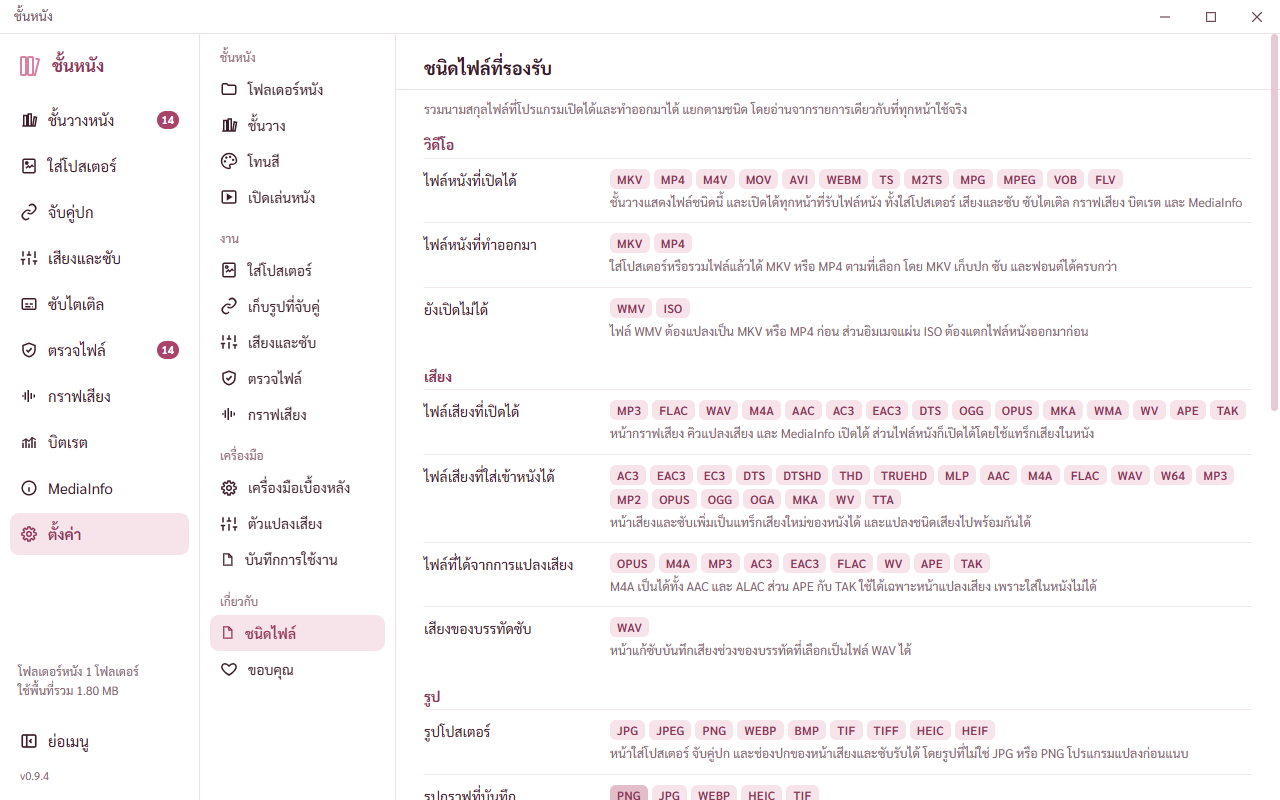 ชั้นหนัง
ชั้นหนัง
ชั้นวางหนัง 14
ใส่โปสเตอร์
จับคู่ปก
เสียงและซับ
ซับไตเติล
ตรวจไฟล์ 14
กราฟเสียง
บิตเรต
MediaInfo
ตั้งค่า
โฟลเดอร์หนัง 1 โฟลเดอร์
ใช้พื้นที่รวม 1.80 MB
ย่อเมนู
v0.9.4
ชั้นหนัง
โฟลเดอร์หนัง
ชั้นวาง
โทนสี
เปิดเล่นหนัง
งาน
ใส่โปสเตอร์
เก็บรูปที่จับคู่
เสียงและซับ
ตรวจไฟล์
กราฟเสียง
เครื่องมือ
เครื่องมือเบื้องหลัง
ตัวแปลงเสียง
บันทึกการใช้งาน
เกี่ยวกับ
ชนิดไฟล์
ขอบคุณ
ชนิดไฟล์ที่รองรับ
รวมนามสกุลไฟล์ที่โปรแกรมเปิดได้และทำออกมาได้ แยกตามชนิด โดยอ่านจากรายการเดียวกับที่ทุกหน้าใช้จริง
วิดีโอ
ไฟล์หนังที่เปิดได้ MKV MP4 M4V MOV AVI WEBM TS M2TS MPG MPEG VOB FLV
ชั้นวางแสดงไฟล์ชนิดนี้ และเปิดได้ทุกหน้าที่รับไฟล์หนัง ทั้งใส่โปสเตอร์ เสียงและซับ ซับไตเติล กราฟเสียง บิตเรต และ MediaInfo
ไฟล์หนังที่ทำออกมา MKV MP4
ใส่โปสเตอร์หรือรวมไฟล์แล้วได้ MKV หรือ MP4 ตามที่เลือก โดย MKV เก็บปก ซับ และฟอนต์ได้ครบกว่า
ยังเปิดไม่ได้ WMV ISO
ไฟล์ WMV ต้องแปลงเป็น MKV หรือ MP4 ก่อน ส่วนอิมเมจแผ่น ISO ต้องแตกไฟล์หนังออกมาก่อน
เสียง
ไฟล์เสียงที่เปิดได้ MP3 FLAC WAV M4A AAC AC3 EAC3 DTS OGG OPUS MKA WMA WV APE TAK
หน้ากราฟเสียง คิวแปลงเสียง และ MediaInfo เปิดได้ ส่วนไฟล์หนังก็เปิดได้โดยใช้แทร็กเสียงในหนัง
ไฟล์เสียงที่ใส่เข้าหนังได้ AC3 EAC3 EC3 DTS DTSHD THD TRUEHD MLP AAC M4A FLAC WAV W64 MP3
MP2 OPUS OGG OGA MKA WV TTA
หน้าเสียงและซับเพิ่มเป็นแทร็กเสียงใหม่ของหนังได้ และแปลงชนิดเสียงไปพร้อมกันได้
ไฟล์ที่ได้จากการแปลงเสียง OPUS M4A MP3 AC3 EAC3 FLAC WV APE TAK
M4A เป็นได้ทั้ง AAC และ ALAC ส่วน APE กับ TAK ใช้ได้เฉพาะหน้าแปลงเสียง เพราะใส่ในหนังไม่ได้
เสียงของบรรทัดซับ WAV
หน้าแก้ซับบันทึกเสียงช่วงของบรรทัดที่เลือกเป็นไฟล์ WAV ได้
รูป
รูปโปสเตอร์ JPG JPEG PNG WEBP BMP TIF TIFF HEIC HEIF
หน้าใส่โปสเตอร์ จับคู่ปก และช่องปกของหน้าเสียงและซับรับได้ โดยรูปที่ไม่ใช่ JPG หรือ PNG โปรแกรมแปลงก่อนแนบ
รูปกราฟที่บันทึก PNG JPG WEBP HEIC TIF